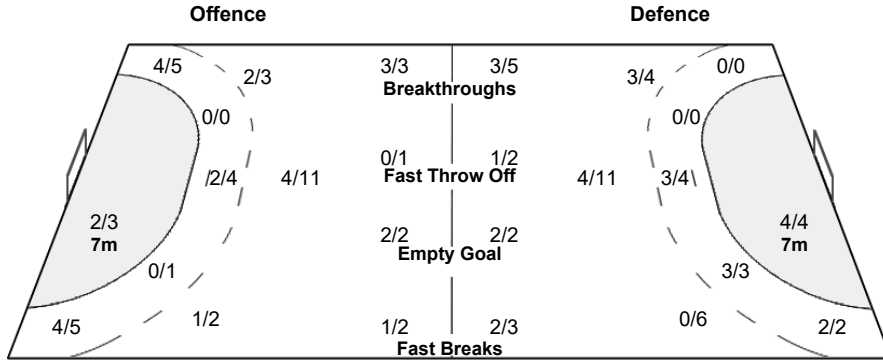 Offence Defence
4/5 2/3 3/3 3/5 3/4 0/0
Breakthroughs
0/0 0/0
2/4 4/11 0/1 1/2 4/11 3/4
Fast Throw Off
2/3 2/2 2/2 4/4
7m Empty Goal 7m
0/1 3/3
4/5 1/2 1/2 2/3 0/6 2/2
Fast Breaks